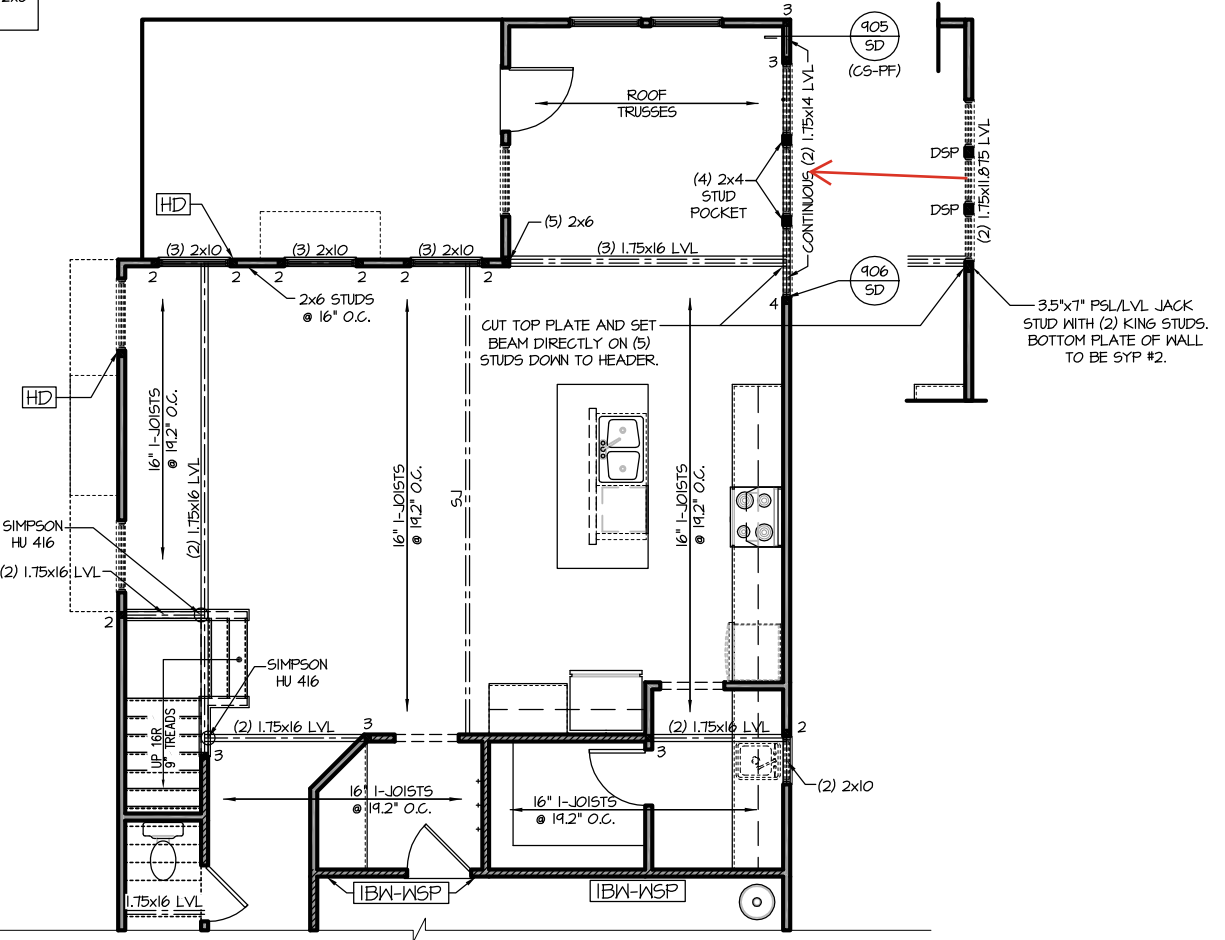 3
905
SD
(CS-PF)
3
ROOF
TRUSSES
CONTINUOUS (2) 1.75x14 LVL
DSP
DSP
(2) 1.75x11.875 LVL
(4) 2x4
STUD
POCKET
HD
(5) 2x6
(3) 2x10
(3) 2x10
(3) 2x10
(3) 1.75x16 LVL
2
2
2
2
2
2x6 STUDS
@ 16" O.C.
906
SD
4
CUT TOP PLATE AND SET
BEAM DIRECTLY ON (5)
STUDS DOWN TO HEADER.
3.5"x7" PSL/LVL JACK
STUD WITH (2) KING STUDS.
BOTTOM PLATE OF WALL
TO BE SYP #2.
HD
16" I-JOISTS
@ 19.2" O.C.
(2) 1.75x16 LVL
16" I-JOISTS
@ 19.2" O.C.
SJ
16" I-JOISTS
@ 19.2" O.C.
SIMPSON
HU 416
(2) 1.75x16 LVL
2
SIMPSON
HU 416
UP 16R
9" TREADS
(2) 1.75x16 LVL
3
3
(2) 1.75x16 LVL
2
3
(2) 2x10
16" I-JOISTS
@ 19.2" O.C.
16" I-JOISTS
@ 19.2" O.C.
IBW-WSP
IBW-WSP
1.75x16 LVL